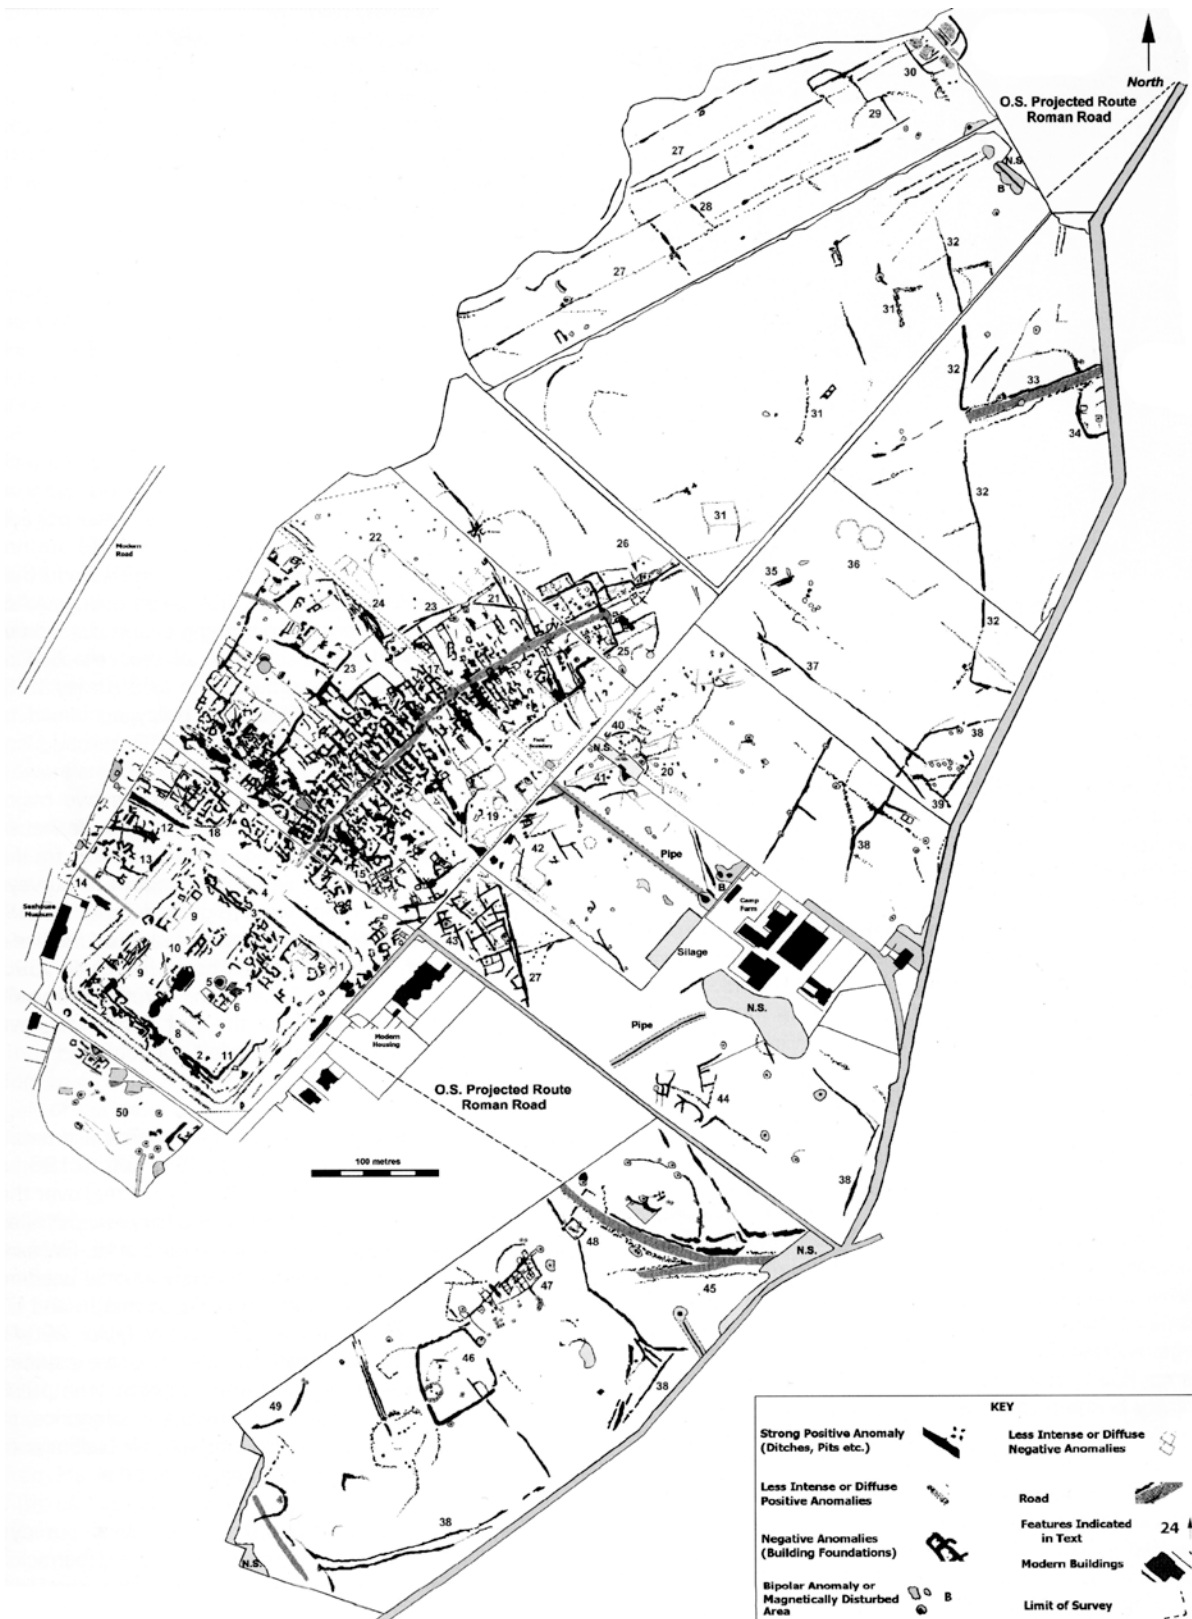 North
O.S. Projected Route
Roman Road
30
29
27
N.S.
B
28
32
27
31
32
33
31
34
32
31
Modern
Road
22
26
36
35
24
23
21
32
17
25
23
37
40
38
Field
Boundary
N.S.
20
41
39
12
18
19
42
38
13
Pipe
15
14
B
4
Camp
Farm
Museum
9
3
43
10
Silage
27
9
5
1
6
N.S.
2
8
Pipe
Modern
Housing
2
11
O.S. Projected Route
Roman Road
44
50
100 metres
38
48
N.S.
47
45
46
38
49
38
N.S.
KEY
Strong Positive Anomaly
(Ditches, Pits etc.)
Less Intense or Diffuse
Negative Anomalies
Less Intense or Diffuse
Positive Anomalies
Road
Features Indicated
in Text
24
Negative Anomalies
(Building Foundations)
Modern Buildings
Bipolar Anomaly or
Magnetically Disturbed
Area
B
Limit of Survey